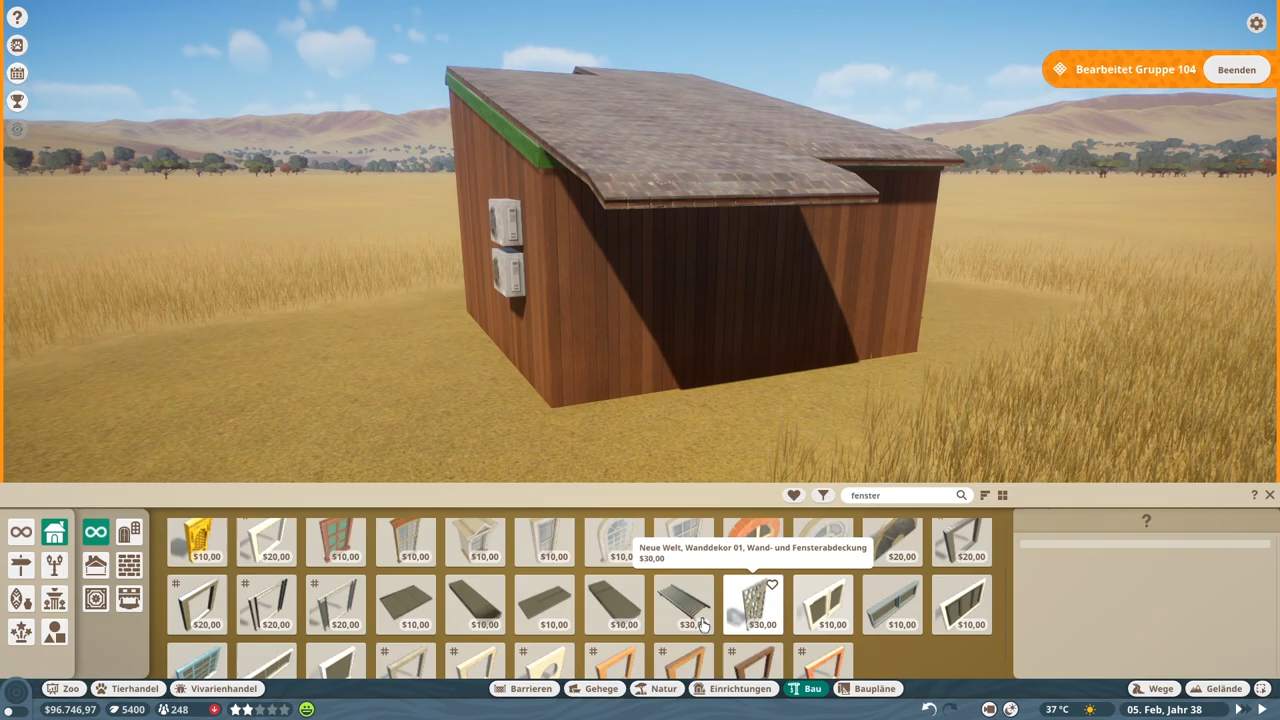 Bearbeitet Gruppe 104
Beenden
fenster
$10,00 $20,00 $10,00 $10,00 $10,00 $10,00 $10,00 $20,00 $20,00
Neue Welt, Wanddekor 01, Wand- und Fensterabdeckung
$30,00
$20,00 $20,00 $20,00 $10,00 $10,00 $10,00 $10,00 $30,00 $10,00 $10,00 $10,00
Zoo
Tierhandel
Vivarienhandel
Barrieren
Gehege
Natur
Einrichtungen
Bau
Baupläne
Wege
Gelände
$96.746,97
5400
248
37 °C
05. Feb, Jahr 38